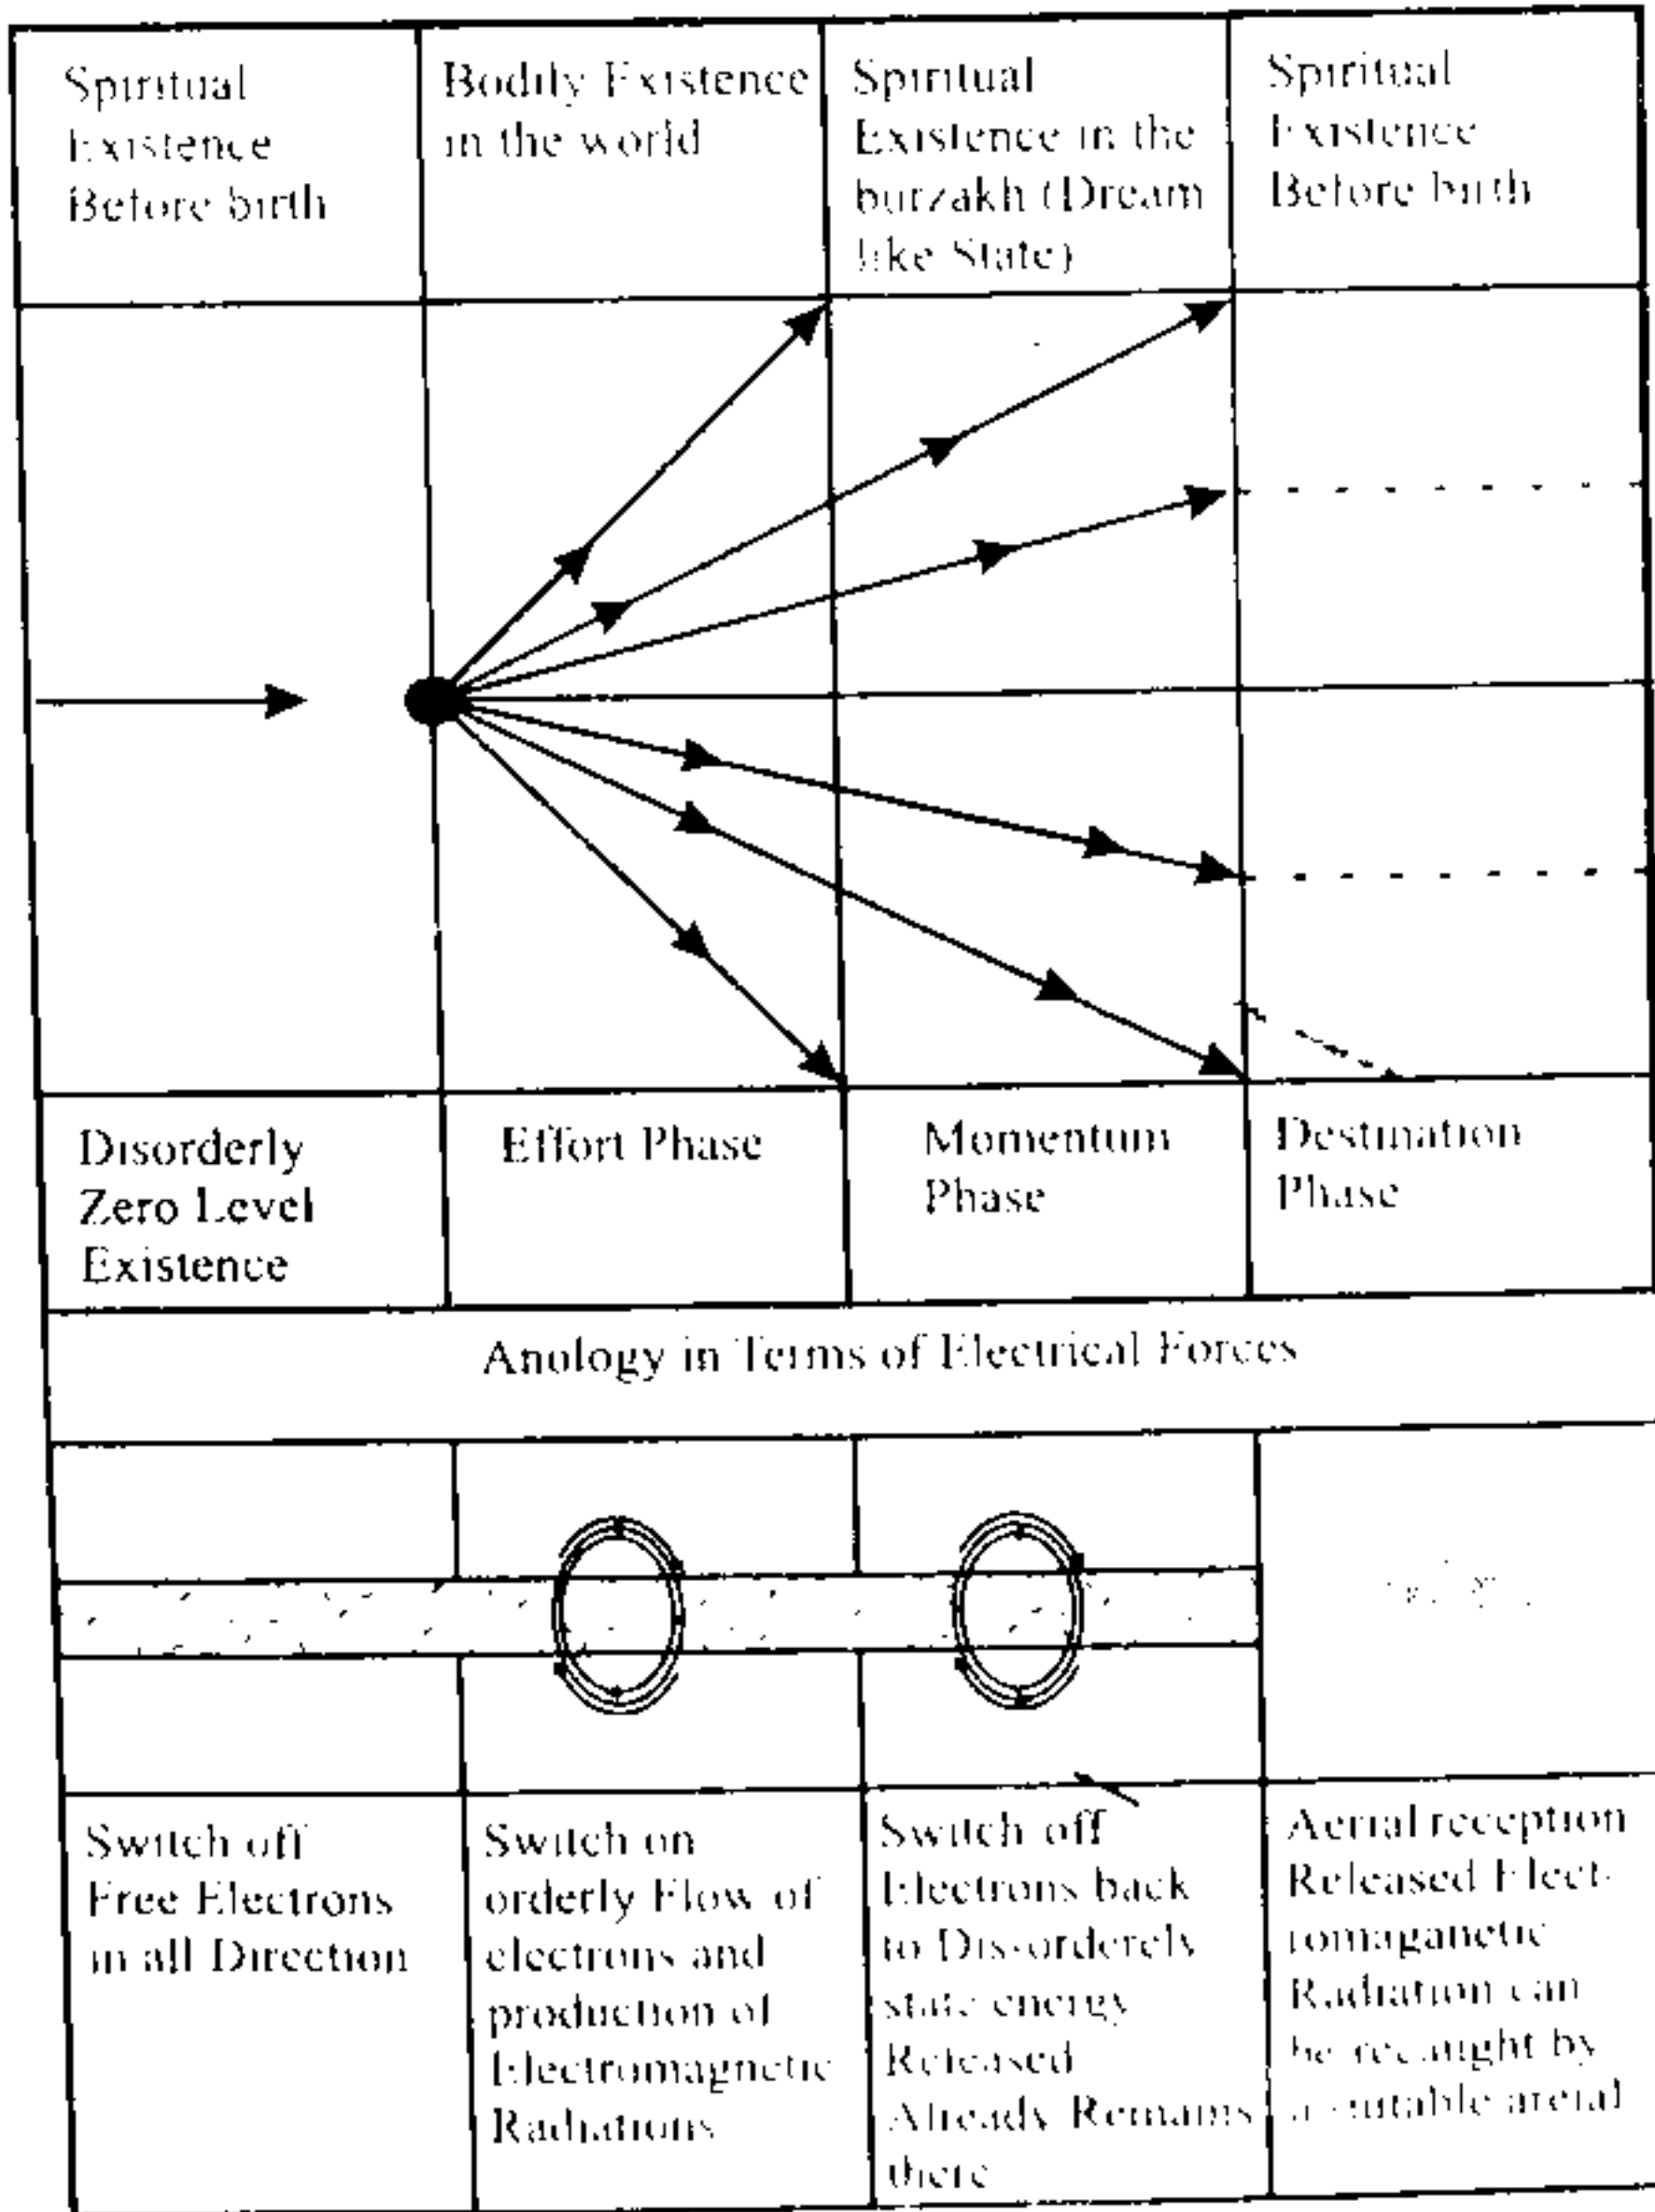 Spiritual
Existence
Before birth
Bodily Existence
in the world
Spiritual
Existence in the
burzakh (Dream
like State)
Spiritual
Existence
Before birth
Disorderly
Zero Level
Existence
Effort Phase
Momentum
Phase
Destination
Phase
Anology in Terms of Electrical Forces
Switch off
Free Electrons
in all Direction
Switch on
orderly Flow of
electrons and
production of
Electromagnetic
Radiations
Switch off
Electrons back
to Dis-orderely
state energy
Released
Already Remains
there
Aerial reception
Released Elect-
romaganetic
Radiation can
be recaught by
a suitable areial